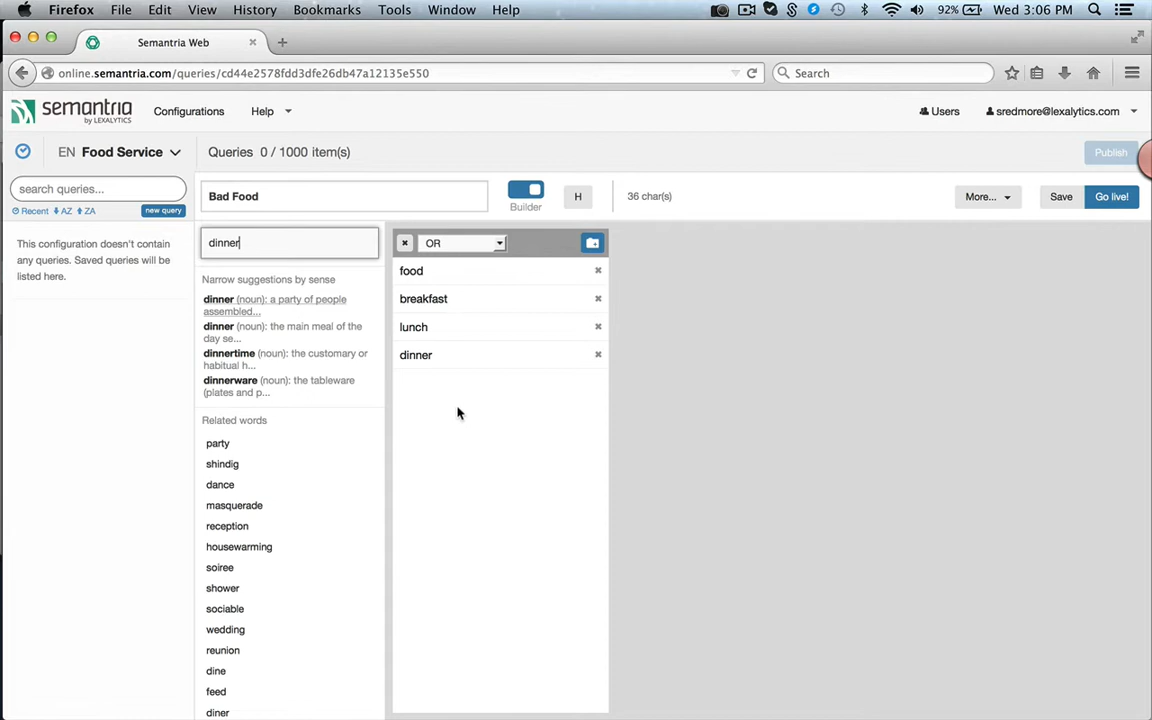 Firefox File Edit View History Bookmarks Tools Window Help 92% Wed 3:06 PM
Semantria Web
online.semantria.com/queries/cd44e2578fdd3dfe26db47a12135e550 Search
semantria by LEXALYTICS Configurations Help Users sredmore@lexalytics.com
EN Food Service Queries 0 / 1000 item(s) Publish
search queries... Bad Food Builder H 36 char(s) More... Save Go live!
Recent AZ ZA new query
This configuration doesn't contain
any queries. Saved queries will be
listed here.
dinner
Narrow suggestions by sense
dinner (noun): a party of people
assembled...
dinner (noun): the main meal of the
day se...
dinnertime (noun): the customary or
habitual h...
dinnerware (noun): the tableware
(plates and p...
Related words
party
shindig
dance
masquerade
reception
housewarming
soiree
shower
sociable
wedding
reunion
dine
feed
diner
OR
food
breakfast
lunch
dinner